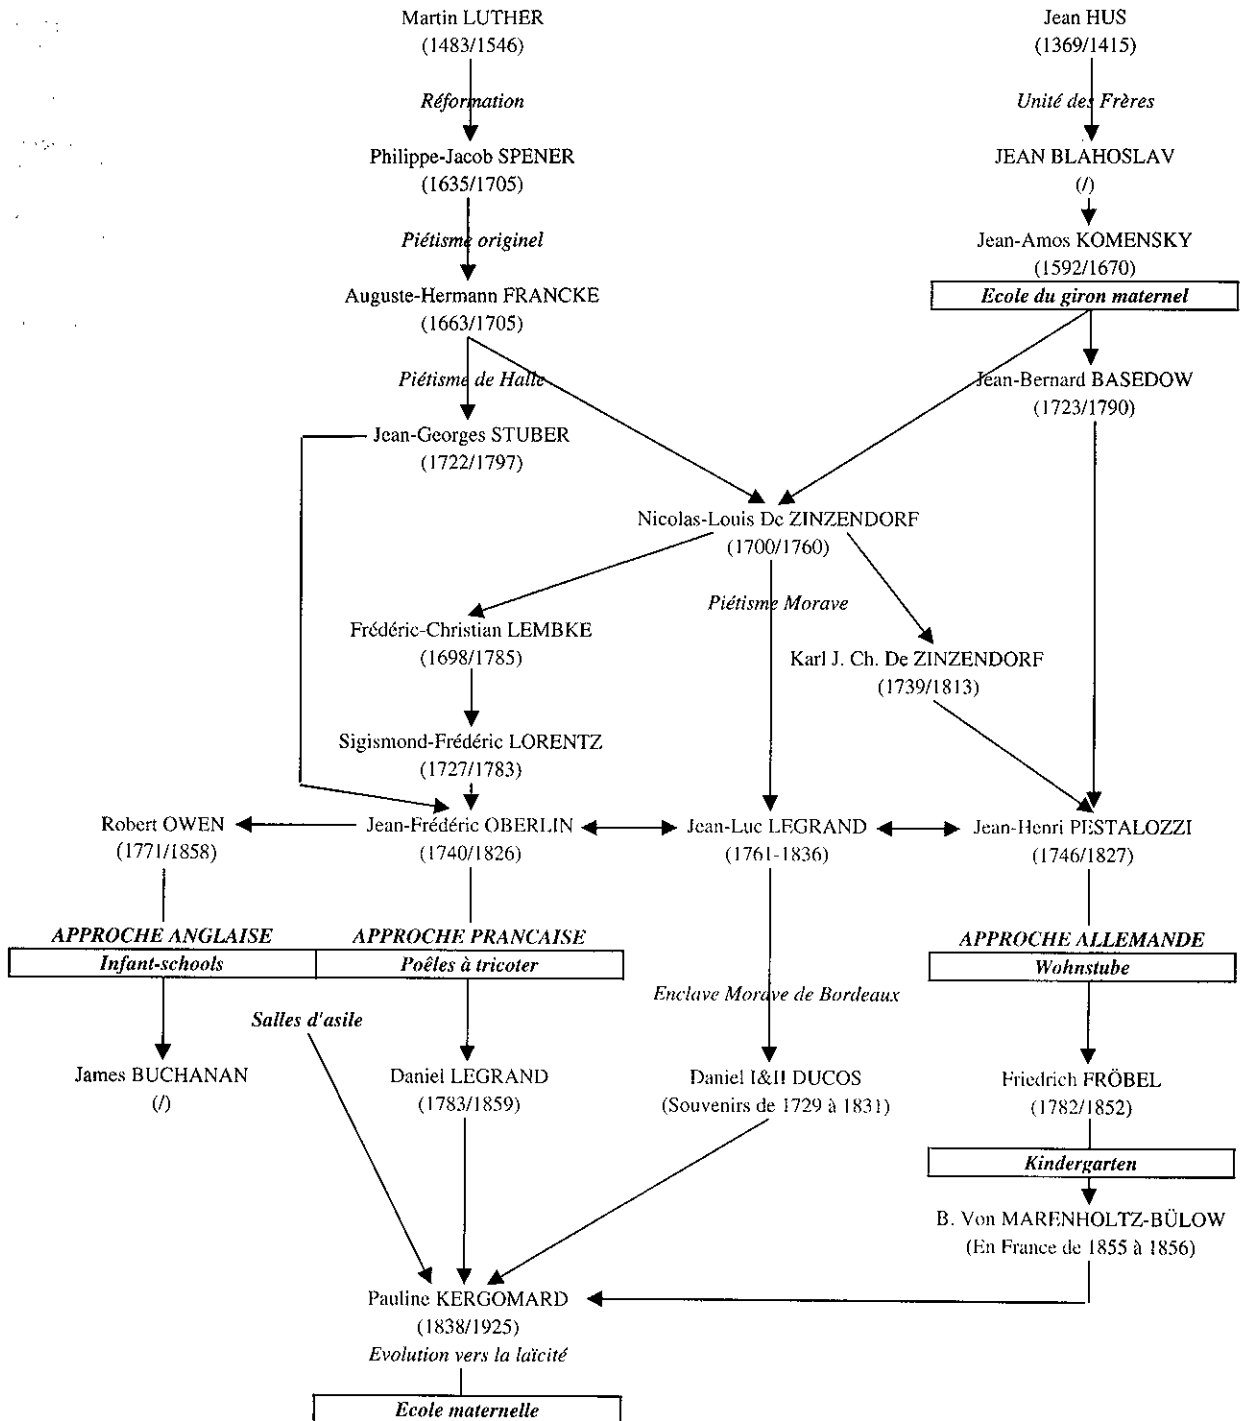 Martin LUTHER
(1483/1546)
Jean HUS
(1369/1415)
Réformation
Unité des Frères
Philippe-Jacob SPENER
(1635/1705)
JEAN BLAHOSLAV
(/)
Piétisme originel
Jean-Amos KOMENSKY
(1592/1670)
Ecole du giron maternel
Auguste-Hermann FRANCKE
(1663/1705)
Piétisme de Halle
Jean-Bernard BASEDOW
(1723/1790)
Jean-Georges STUBER
(1722/1797)
Nicolas-Louis De ZINZENDORF
(1700/1760)
Piétisme Morave
Frédéric-Christian LEMBKE
(1698/1785)
Karl J. Ch. De ZINZENDORF
(1739/1813)
Sigismond-Frédéric LORENTZ
(1727/1783)
Robert OWEN
(1771/1858)
Jean-Frédéric OBERLIN
(1740/1826)
Jean-Luc LEGRAND
(1761-1836)
Jean-Henri PESTALOZZI
(1746/1827)
APPROCHE ANGLAISE
Infant-schools
APPROCHE PRANCAISE
Poêles à tricoter
APPROCHE ALLEMANDE
Wohnstube
Enclave Morave de Bordeaux
Salles d'asile
James BUCHANAN
(/)
Daniel LEGRAND
(1783/1859)
Daniel I&II DUCOS
(Souvenirs de 1729 à 1831)
Friedrich FRÖBEL
(1782/1852)
Kindergarten
B. Von MARENHOLTZ-BÜLOW
(En France de 1855 à 1856)
Pauline KERGOMARD
(1838/1925)
Evolution vers la laïcité
Ecole maternelle